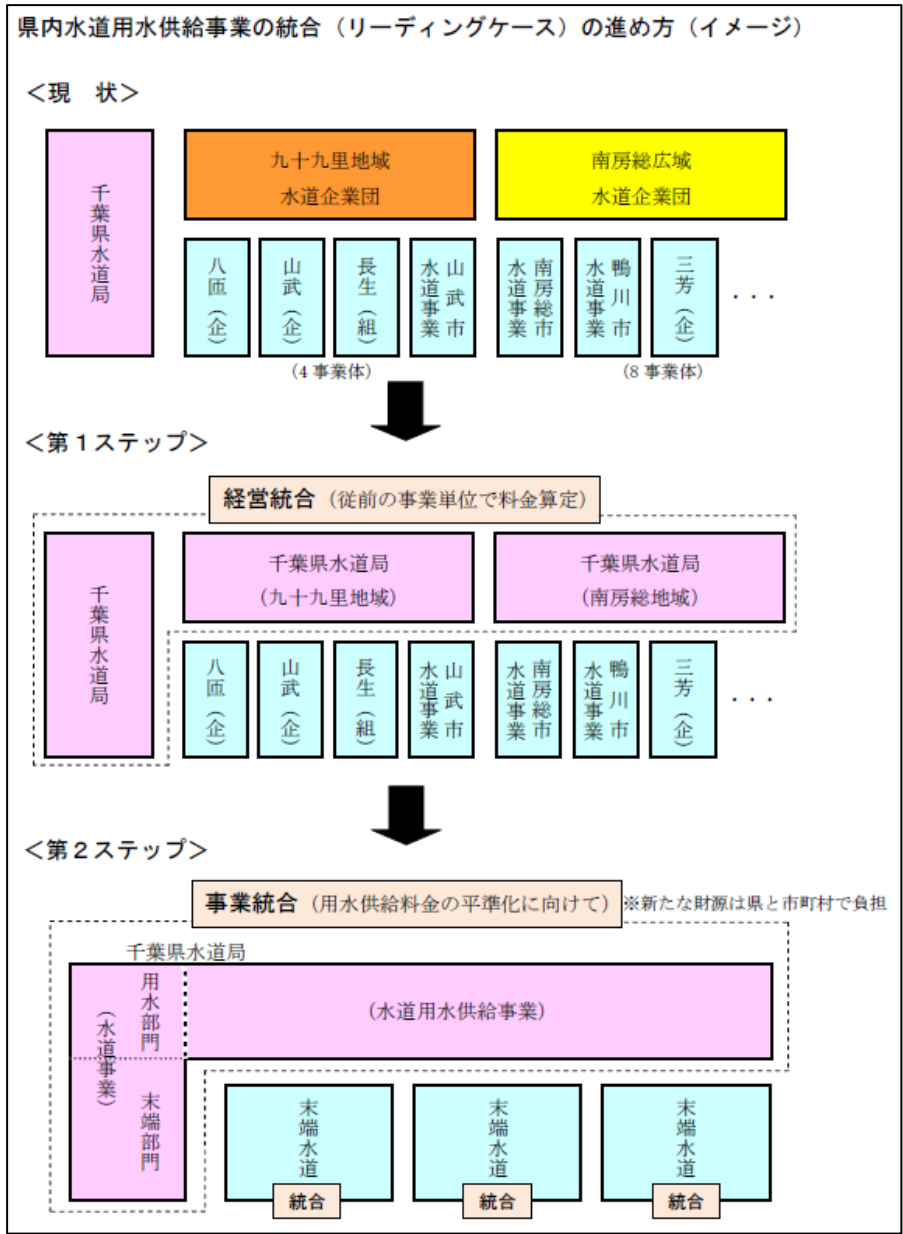 県内水道用水供給事業の統合（リーディングケース）の進め方（イメージ）
＜現　状＞
千葉県水道局
九十九里地域
水道企業団
南房総広域
水道企業団
八匝（企）
山武（企）
長生（組）
山武市
水道事業
南房総市
水道事業
鴨川市
水道事業
三芳（企）
・・・
（4 事業体）
（8 事業体）
＜第１ステップ＞
経営統合（従前の事業単位で料金算定）
千葉県水道局
千葉県水道局
（九十九里地域）
千葉県水道局
（南房総地域）
八匝（企）
山武（企）
長生（組）
山武市
水道事業
南房総市
水道事業
鴨川市
水道事業
三芳（企）
・・・
＜第２ステップ＞
事業統合（用水供給料金の平準化に向けて）
※新たな財源は県と市町村で負担
千葉県水道局
用水部門
（水道事業）
末端部門
（水道用水供給事業）
末端水道
統合
末端水道
統合
末端水道
統合